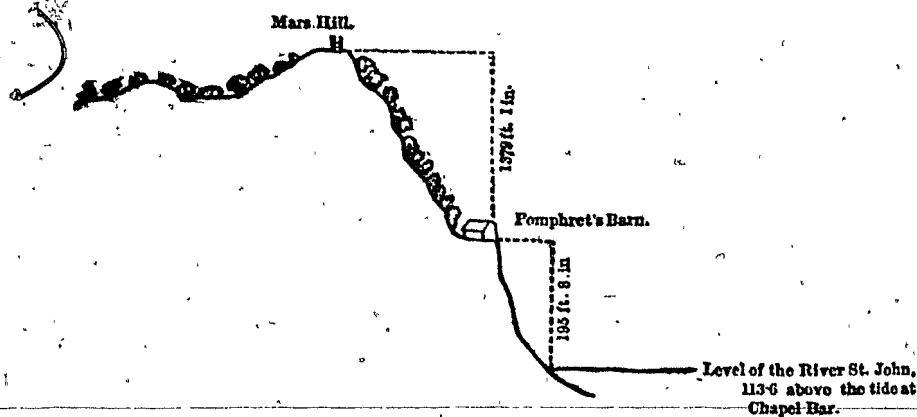 Mars Hill.
1379 ft. 1 in.
Pomphret's Barn.
195 ft. 8. in
Level of the River St. John,
113·6 above the tide at
Chapel Bar.